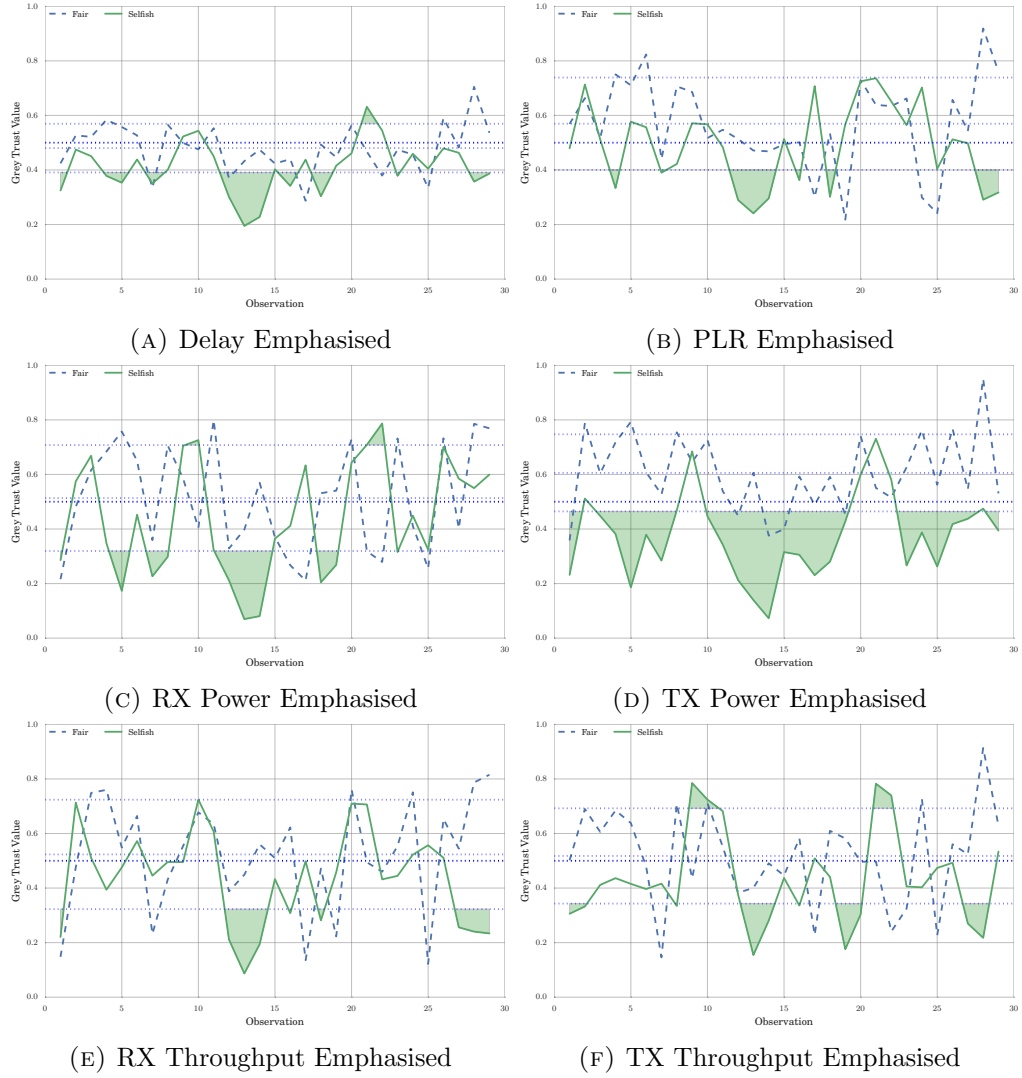 Fair Selfish
Grey Trust Value
1.0
0.8
0.6
0.4
0.2
0.0
0 5 10 15 20 25 30
Observation
(A) Delay Emphasised
Fair Selfish
Grey Trust Value
1.0
0.8
0.6
0.4
0.2
0.0
0 5 10 15 20 25 30
Observation
(B) PLR Emphasised
Fair Selfish
Grey Trust Value
1.0
0.8
0.6
0.4
0.2
0.0
0 5 10 15 20 25 30
Observation
(C) RX Power Emphasised
Fair Selfish
Grey Trust Value
1.0
0.8
0.6
0.4
0.2
0.0
0 5 10 15 20 25 30
Observation
(D) TX Power Emphasised
Fair Selfish
Grey Trust Value
1.0
0.8
0.6
0.4
0.2
0.0
0 5 10 15 20 25 30
Observation
(E) RX Throughput Emphasised
Fair Selfish
Grey Trust Value
1.0
0.8
0.6
0.4
0.2
0.0
0 5 10 15 20 25 30
Observation
(F) TX Throughput Emphasised